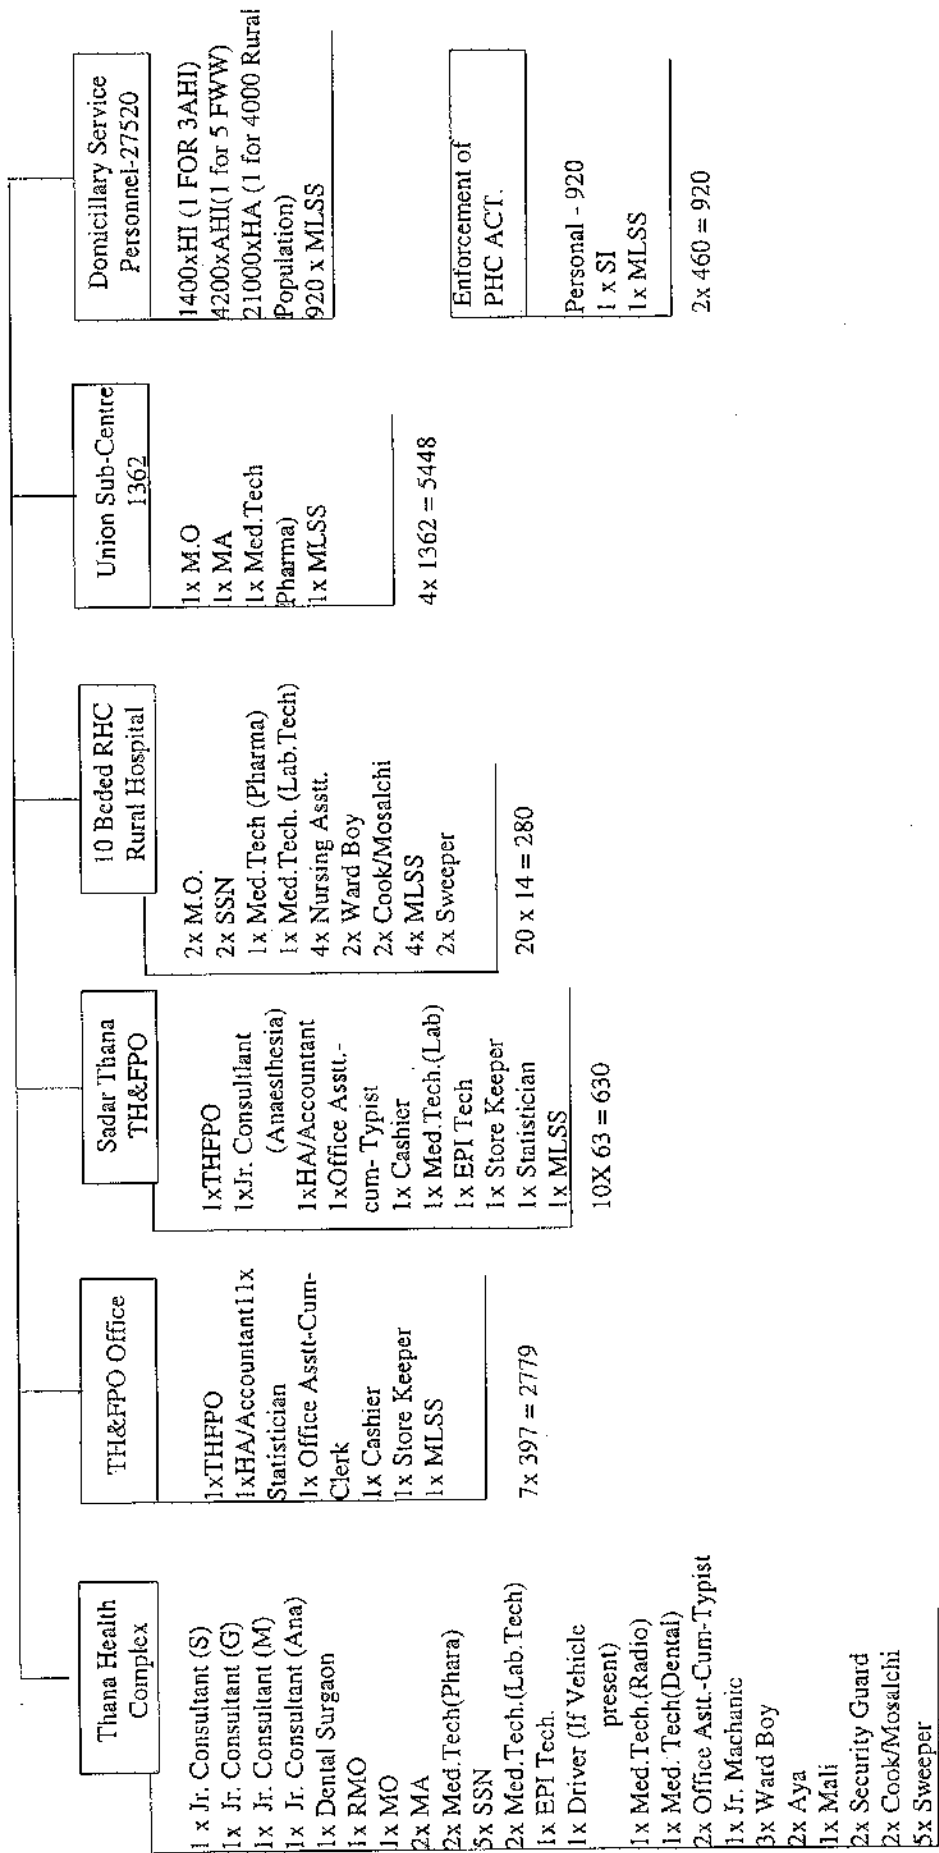 Thana Health
Complex
1 x Jr. Consultant (S)
1x Jr. Consultant (G)
1x Jr. Consultant (M)
1x Jr. Consultant (Ana)
1x Dental Surgaon
1x RMO
1x MO
2x MA
2x Med.Tech(Phara)
5x SSN
2x Med.Tech.(Lab.Tech)
1x EPI Tech.
1x Driver (If Vehicle
present)
1x Med.Tech.(Radio)
1x Med. Tech(Dental)
2x Office Astt.-Cum-Typist
1x Jr. Machanic
3x Ward Boy
2x Aya
1x Mali
2x Security Guard
2x Cook/Mosalchi
5x Sweeper
TH&FPO Office
1xTHFPO
1xHA/Accountant11x
Statistician
1x Office Asstt-Cum-
Clerk
1x Cashier
1x Store Keeper
1x MLSS
7x 397 = 2779
Sadar Thana
TH&FPO
1xTHFPO
1xJr. Consultlant
(Anaesthesia)
1xHA/Accountant
1xOffice Asstt.-
cum- Typist
1x Cashier
1x Med.Tech.(Lab)
1x EPI Tech
1x Store Keeper
1x Statistician
1x MLSS
10X 63 = 630
10 Beded RHC
Rural Hospital
2x M.O.
2x SSN
1x Med.Tech (Pharma)
1x Med.Tech. (Lab.Tech)
4x Nursing Asstt.
2x Ward Boy
2x Cook/Mosalchi
4x MLSS
2x Sweeper
20 x 14 = 280
Union Sub-Centre
1362
1x M.O
1x MA
1x Med.Tech
Pharma)
1x MLSS
4x 1362 = 5448
Domicillary Service
Personnel-27520
1400xHI (1 FOR 3AHI)
4200xAHI(1 for 5 FWW)
21000xHA (1 for 4000 Rural
Population)
920 x MLSS
Enforcement of
PHC ACT.
Personal - 920
1 x SI
1x MLSS
2x 460 = 920